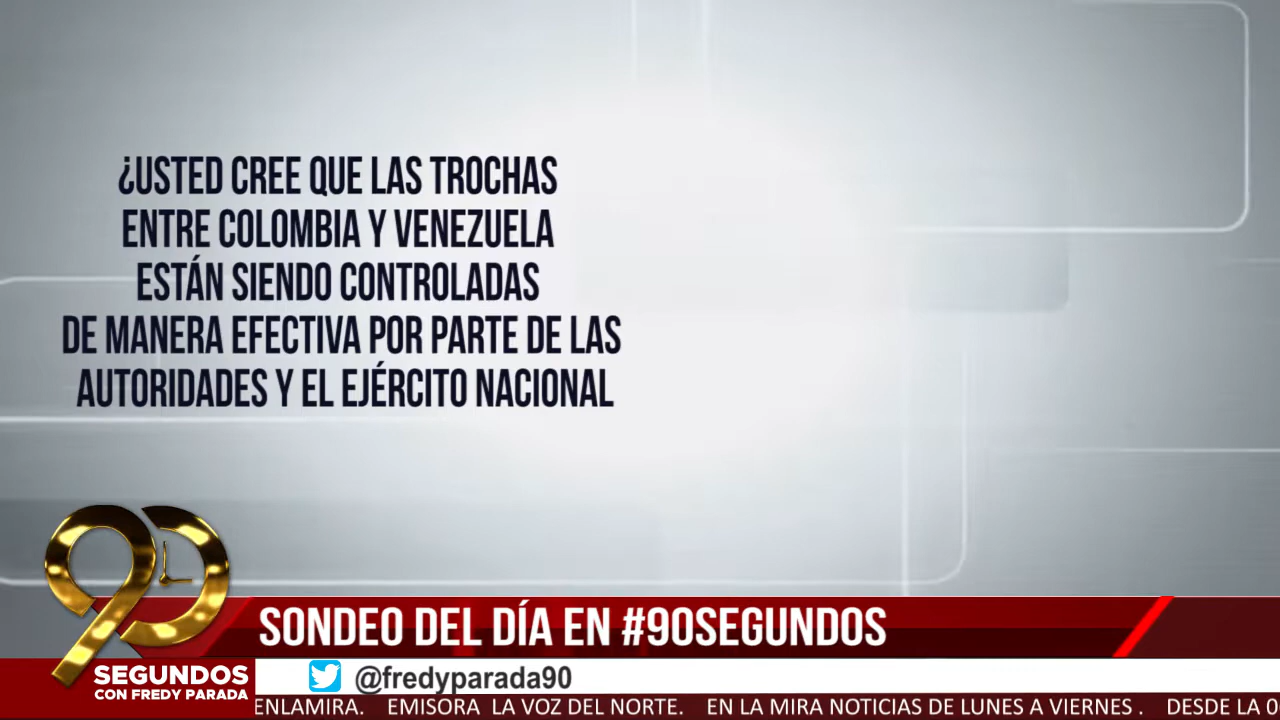 ¿USTED CREE QUE LAS TROCHAS
ENTRE COLOMBIA Y VENEZUELA
ESTÁN SIENDO CONTROLADAS
DE MANERA EFECTIVA POR PARTE DE LAS
AUTORIDADES Y EL EJÉRCITO NACIONAL
90
SONDEO DEL DÍA EN #90SEGUNDOS
SEGUNDOS
CON FREDY PARADA
@fredyparada90
ENLAMIRA. EMISORA LA VOZ DEL NORTE. EN LA MIRA NOTICIAS DE LUNES A VIERNES . DESDE LA 0